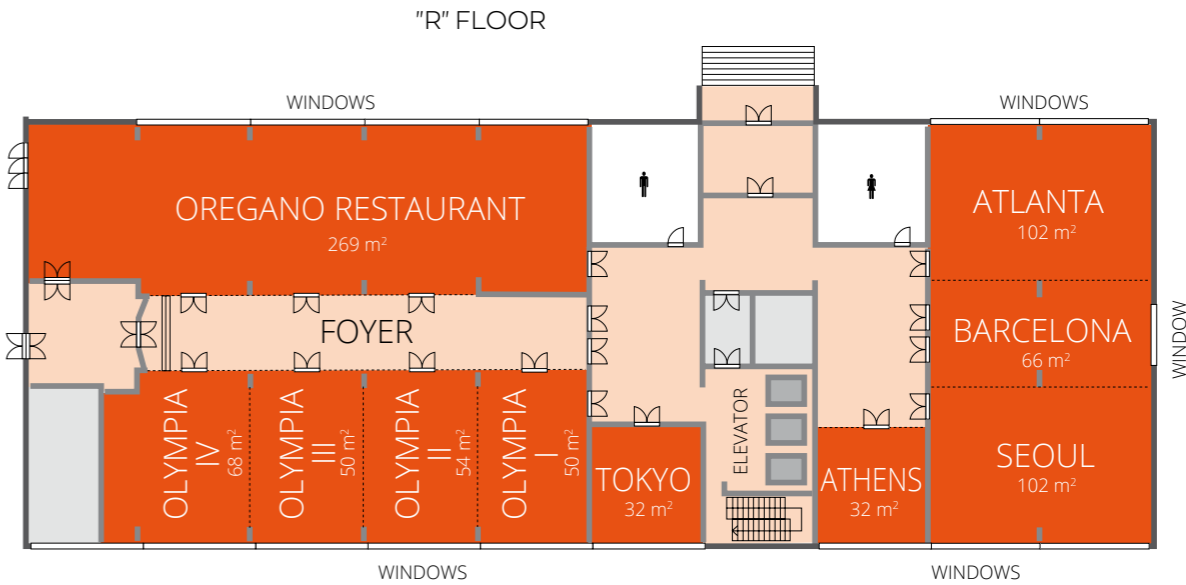 "R" FLOOR
WINDOWS
WINDOWS
OREGANO RESTAURANT
269 m²
ATLANTA
102 m²
FOYER
BARCELONA
66 m²
WINDOW
OLYMPIA
IV
68 m²
OLYMPIA
III
50 m²
OLYMPIA
II
54 m²
OLYMPIA
I
50 m²
TOKYO
32 m²
ELEVATOR
ATHENS
32 m²
SEOUL
102 m²
WINDOWS
WINDOWS